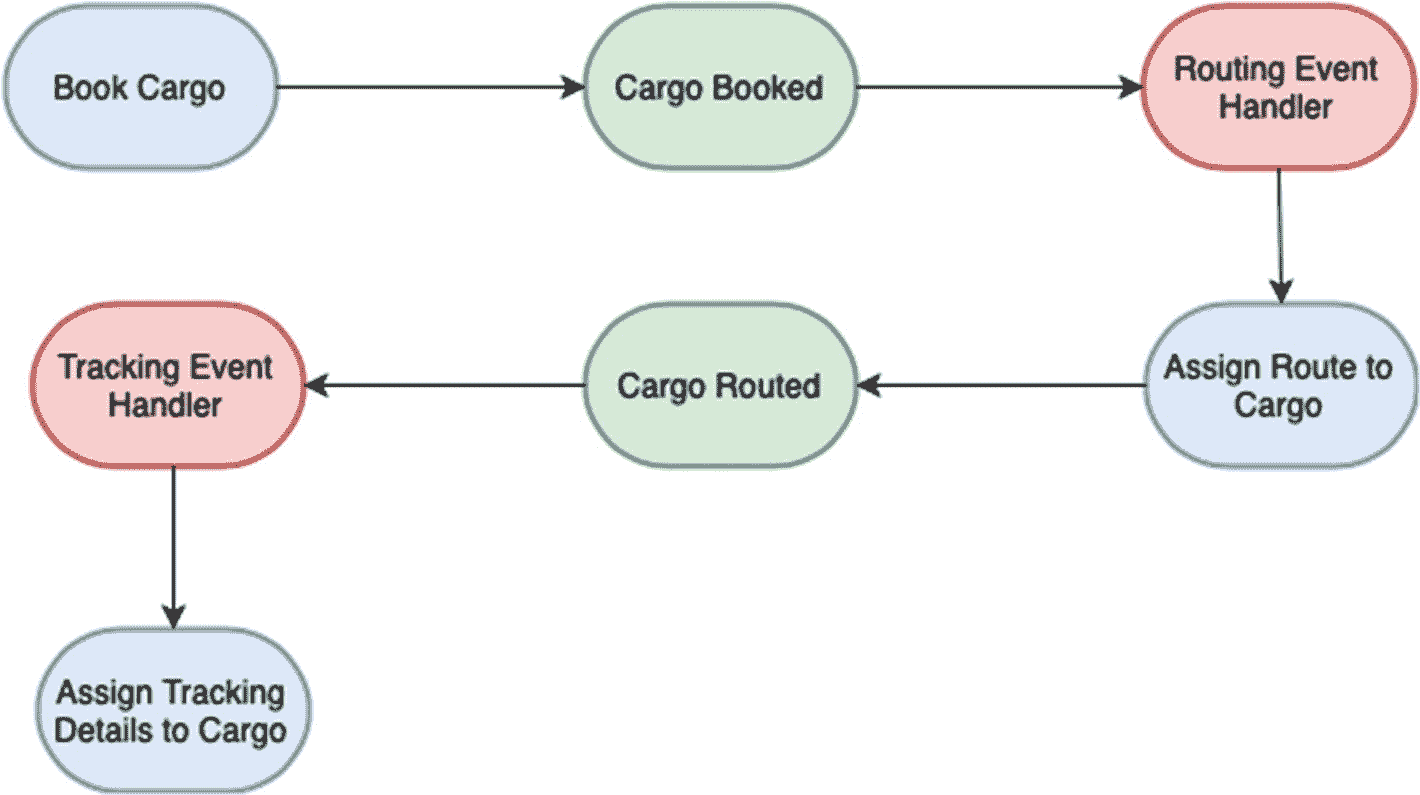 Book Cargo
Cargo Booked
Routing Event
Handler
Tracking Event
Handler
Cargo Routed
Assign Route to
Cargo
Assign Tracking
Details to Cargo